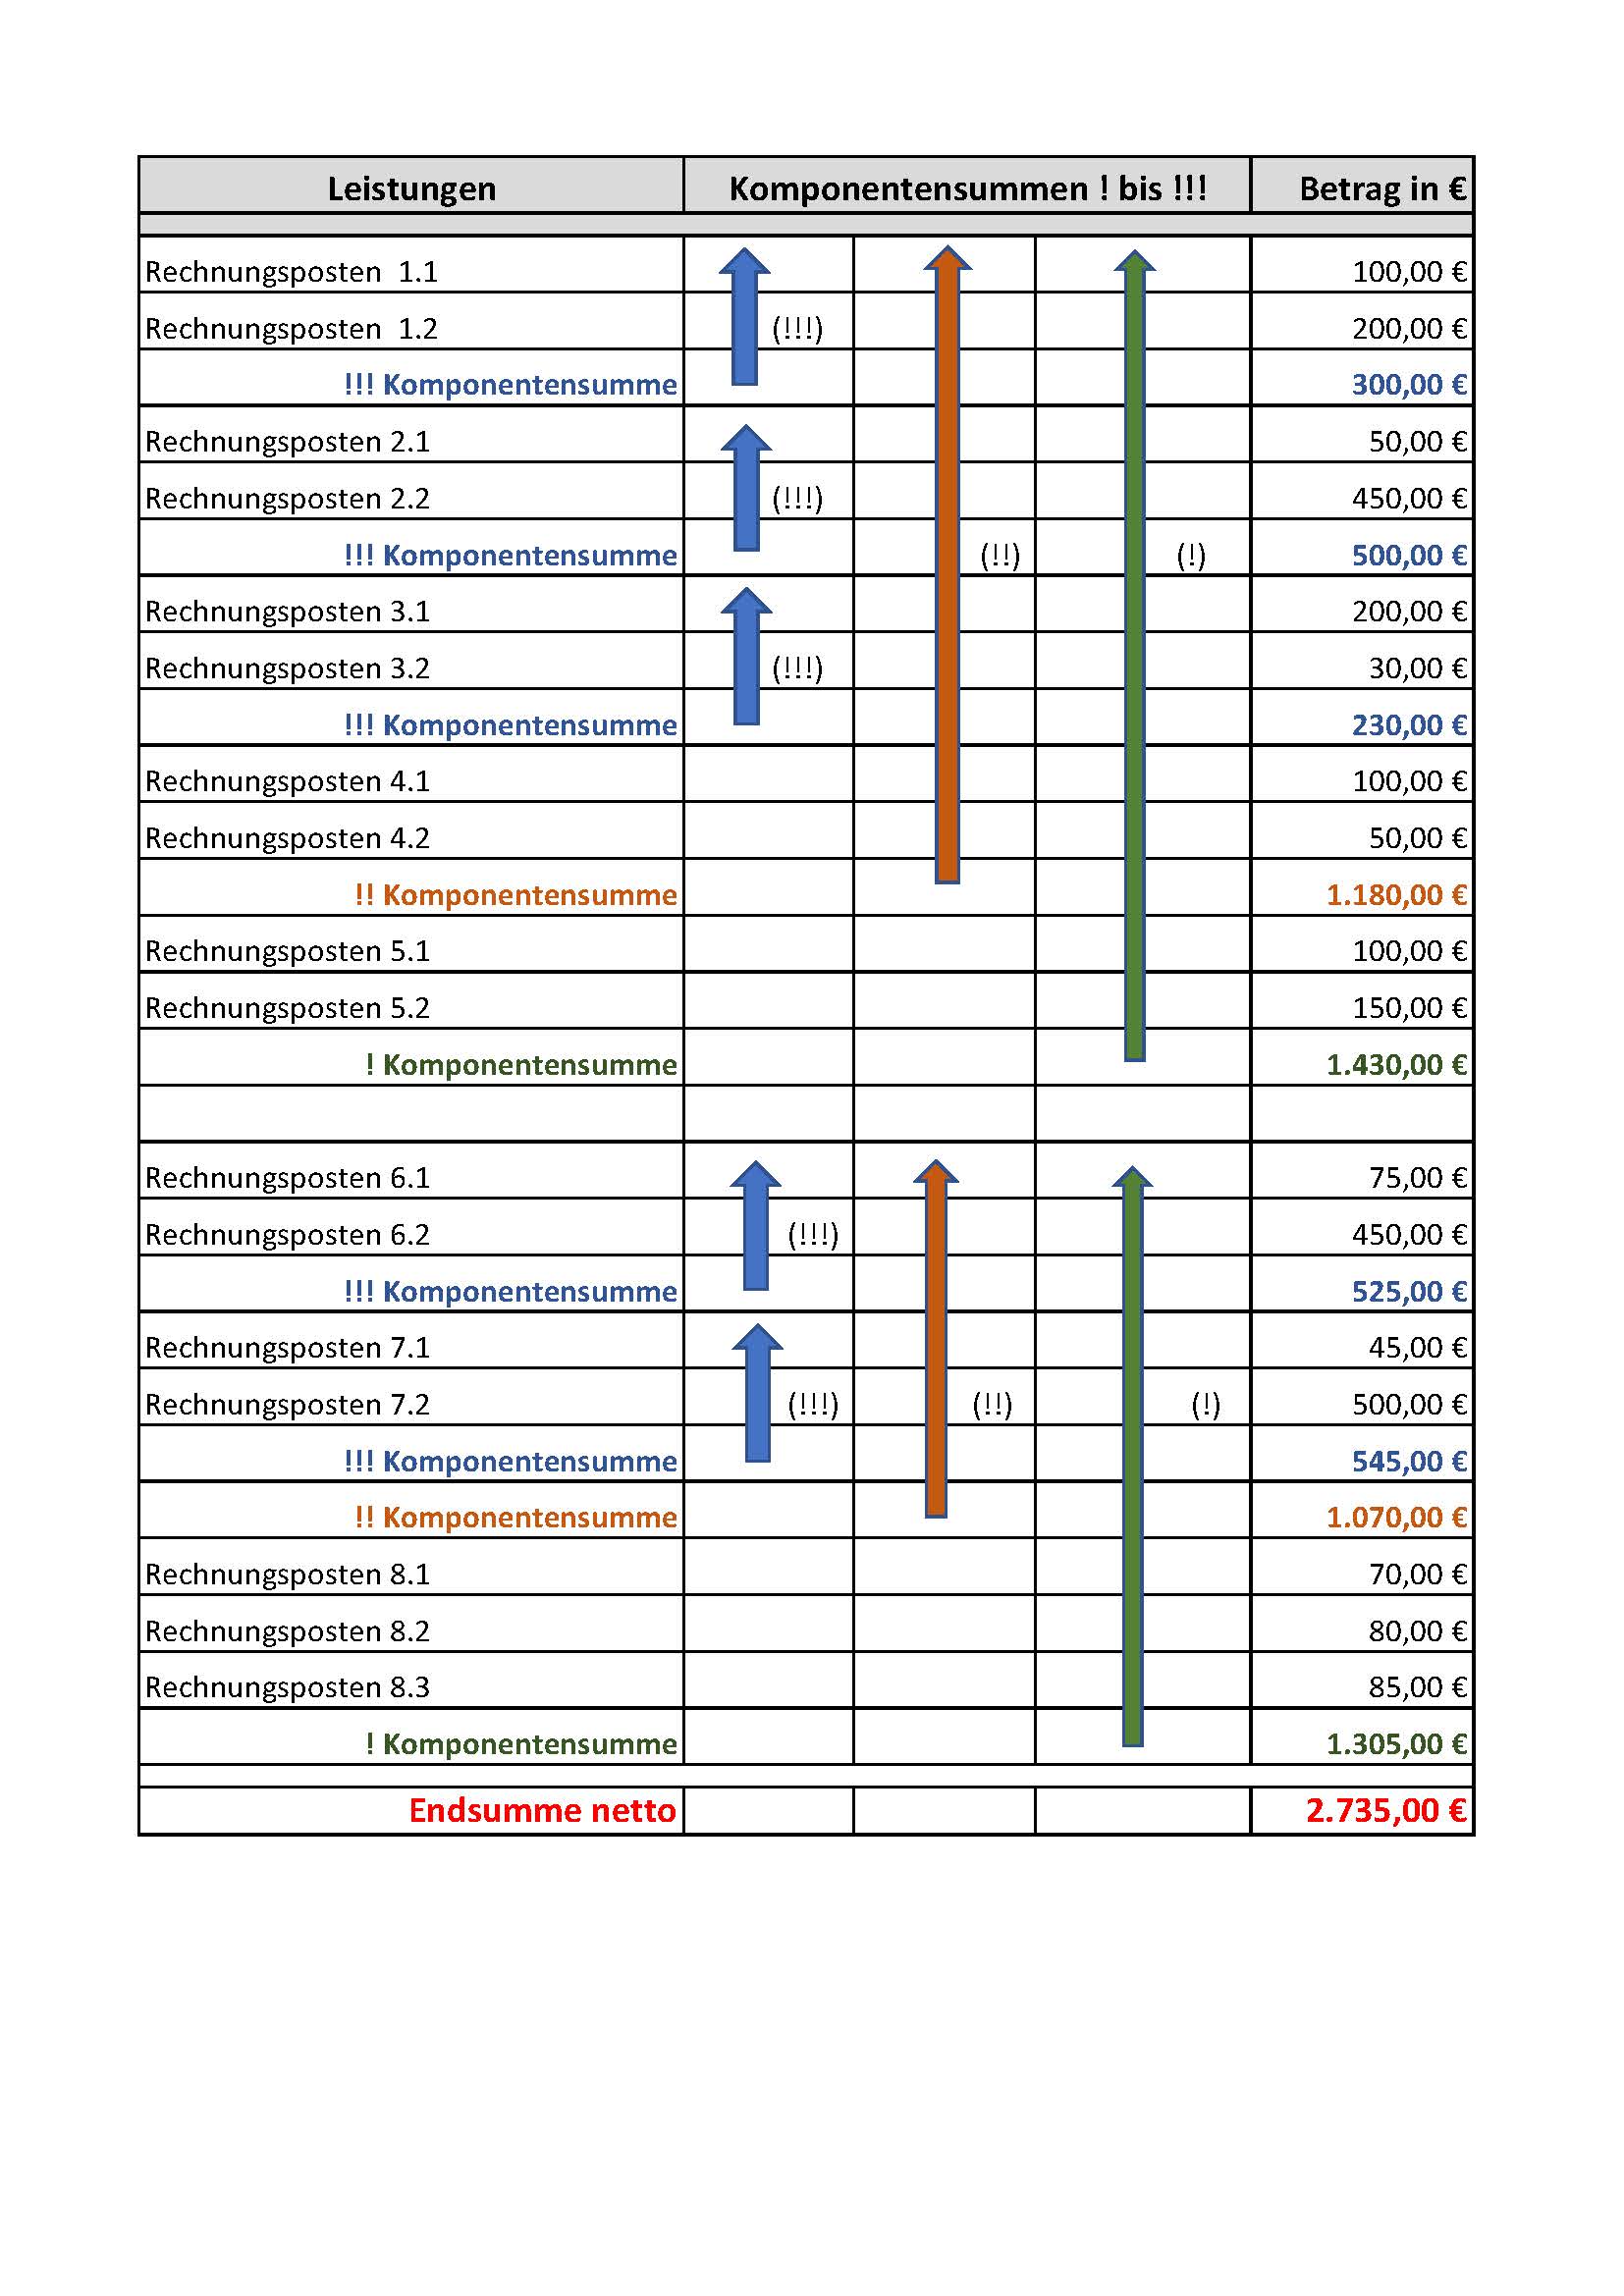 Leistungen Komponentensummen ! bis !!! Betrag in €
Rechnungsposten  1.1 100,00 €
Rechnungsposten  1.2 (!!!) 200,00 €
!!! Komponentensumme 300,00 €
Rechnungsposten 2.1 50,00 €
Rechnungsposten 2.2 (!!!) 450,00 €
!!! Komponentensumme (!!) (!) 500,00 €
Rechnungsposten 3.1 200,00 €
Rechnungsposten 3.2 (!!!) 30,00 €
!!! Komponentensumme 230,00 €
Rechnungsposten 4.1 100,00 €
Rechnungsposten 4.2 50,00 €
!! Komponentensumme 1.180,00 €
Rechnungsposten 5.1 100,00 €
Rechnungsposten 5.2 150,00 €
! Komponentensumme 1.430,00 €
Rechnungsposten 6.1 75,00 €
Rechnungsposten 6.2 (!!!) 450,00 €
!!! Komponentensumme 525,00 €
Rechnungsposten 7.1 45,00 €
Rechnungsposten 7.2 (!!!) (!!) (!) 500,00 €
!!! Komponentensumme 545,00 €
!! Komponentensumme 1.070,00 €
Rechnungsposten 8.1 70,00 €
Rechnungsposten 8.2 80,00 €
Rechnungsposten 8.3 85,00 €
! Komponentensumme 1.305,00 €
Endsumme netto 2.735,00 €